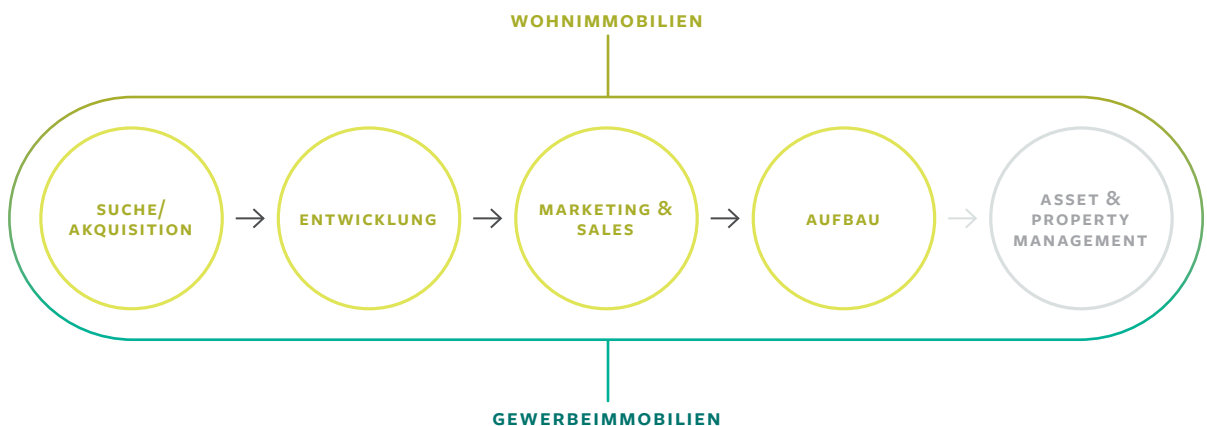 WOHNIMMOBILIEN
SUCHE/
AKQUISITION
ENTWICKLUNG
MARKETING &
SALES
AUFBAU
ASSET &
PROPERTY
MANAGEMENT
GEWERBEIMMOBILIEN